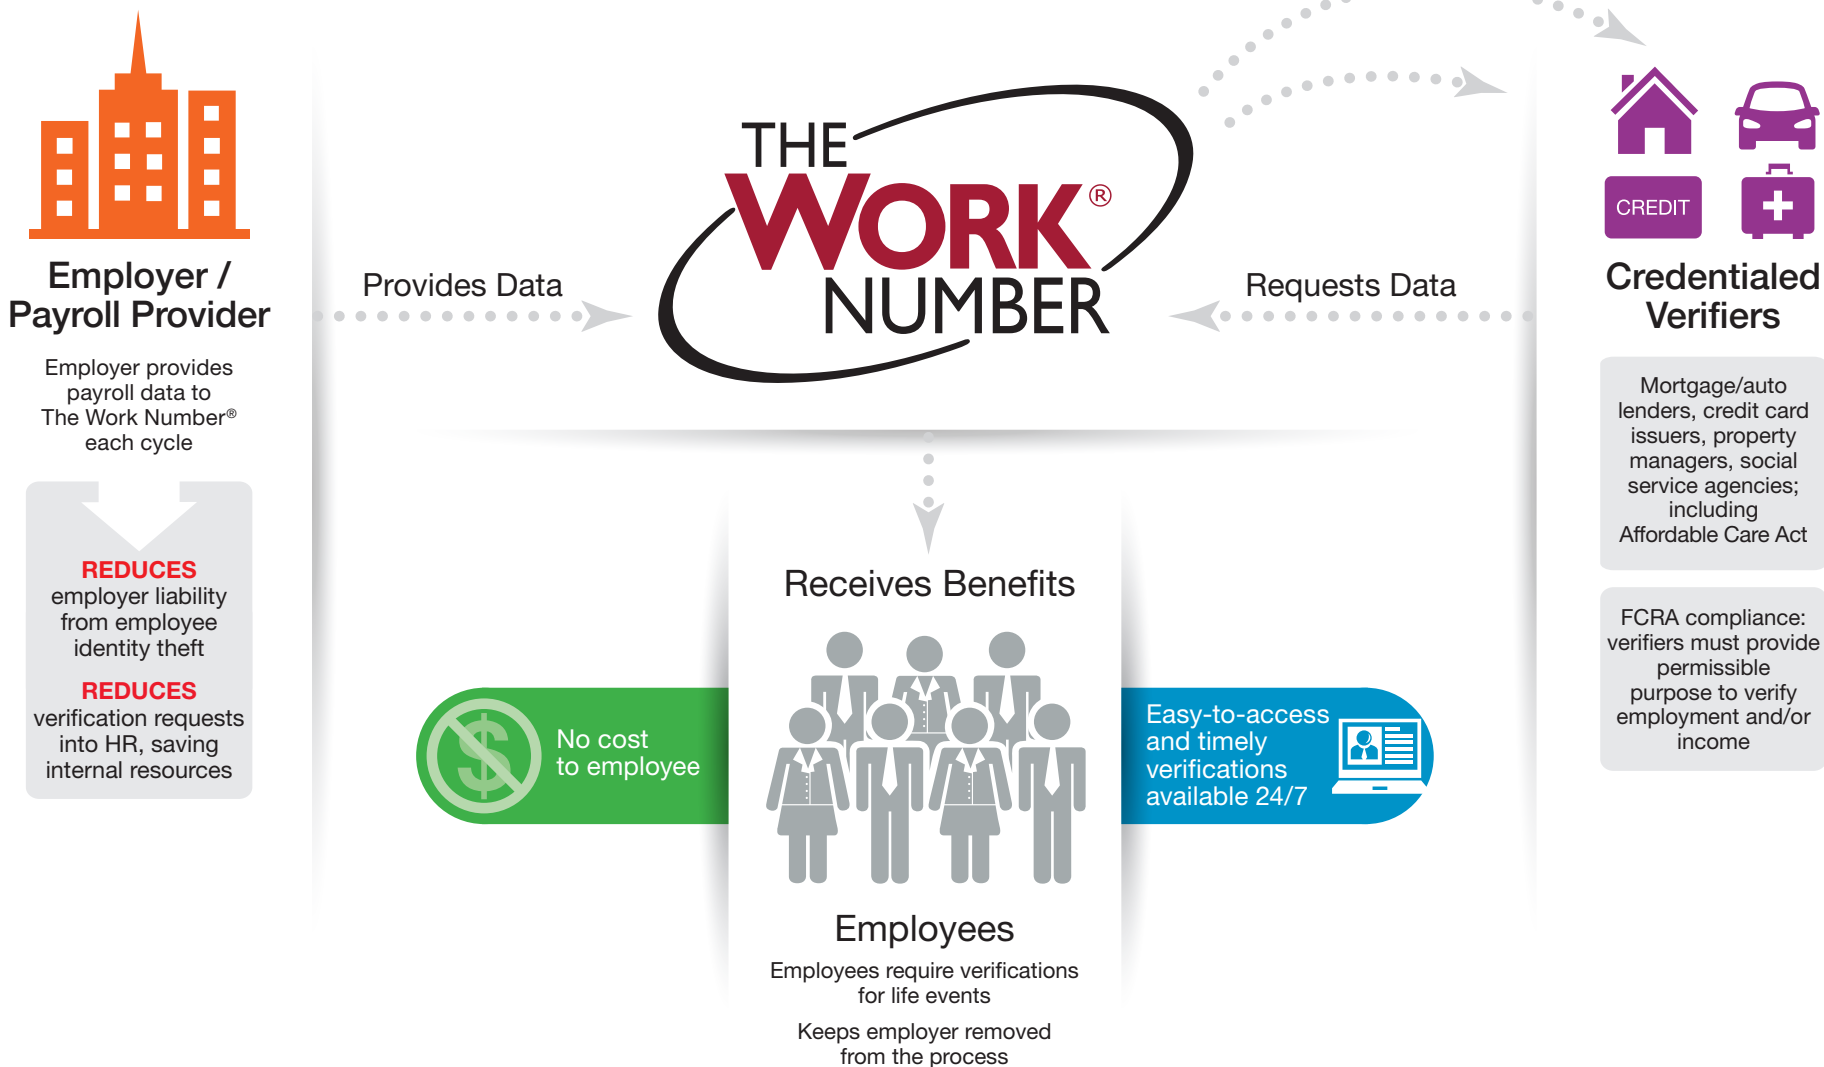 Employer /
Payroll Provider
Employer provides
payroll data to
The Work Number®
each cycle
REDUCES
employer liability
from employee
identity theft
REDUCES
verification requests
into HR, saving
internal resources
Provides Data
THE
WORK®
NUMBER
Requests Data
Receives Benefits
$
No cost
to employee
Easy-to-access
and timely
verifications
available 24/7
Employees
Employees require verifications
for life events
Keeps employer removed
from the process
CREDIT
Credentialed
Verifiers
Mortgage/auto
lenders, credit card
issuers, property
managers, social
service agencies;
including
Affordable Care Act
FCRA compliance:
verifiers must provide
permissible
purpose to verify
employment and/or
income